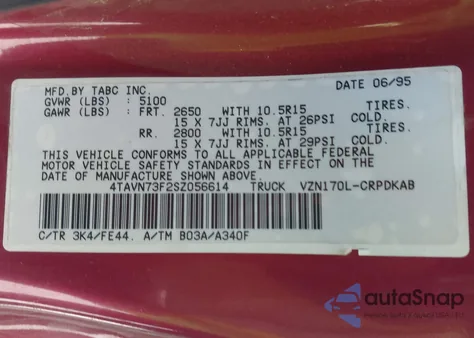 MFD.BY TABC INC. DATE 06/95
GVWR (LBS) : 5100
GAWR (LBS) : FRT. 2650 WITH 10.5R15 TIRES.
15 X 7JJ RIMS. AT 26PSI COLD.
RR. 2800 WITH 10.5R15 TIRES.
15 X 7JJ RIMS. AT 29PSI COLD.
THIS VEHICLE CONFORMS TO ALL APPLICABLE FEDERAL
MOTOR VEHICLE SAFETY STANDARDS IN EFFECT ON THE
DATE OF MANUFACTURE SHOWN ABOVE.
4TAVN73F2SZ056614 TRUCK VZN170L-CRPDKAB
C/TR 3K4/FE44. A/TM B03A/A340F
autoSnap